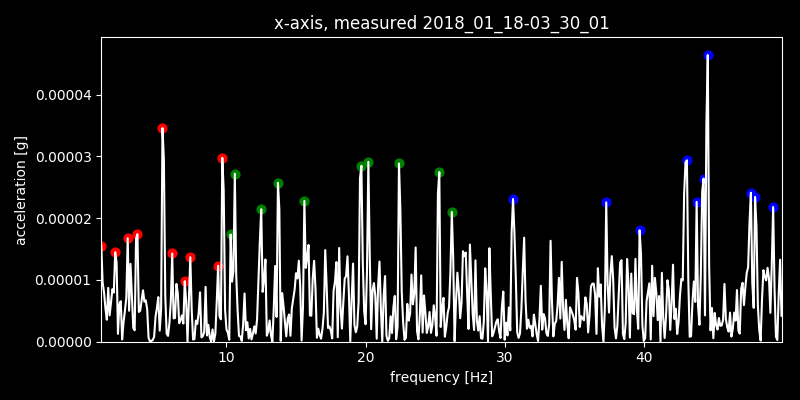 x-axis, measured 2018_01_18-03_30_01
0.00004
0.00003
0.00002
0.00001
0.00000
acceleration [g]
10 20 30 40
frequency [Hz]